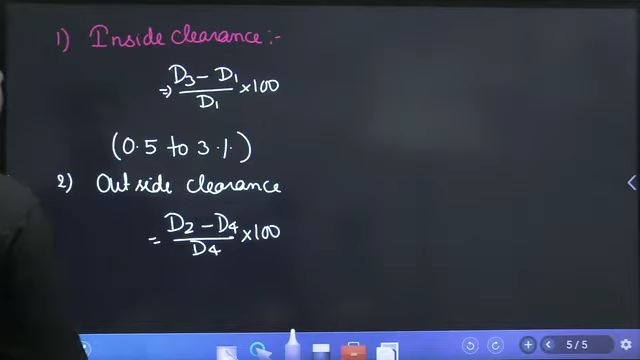 1) Inside clearance :-
⇒ D3 - D1 / D1 × 100
(0.5 to 3 %)
2) Outside clearance
= D2 - D4 / D4 × 100
5 / 5